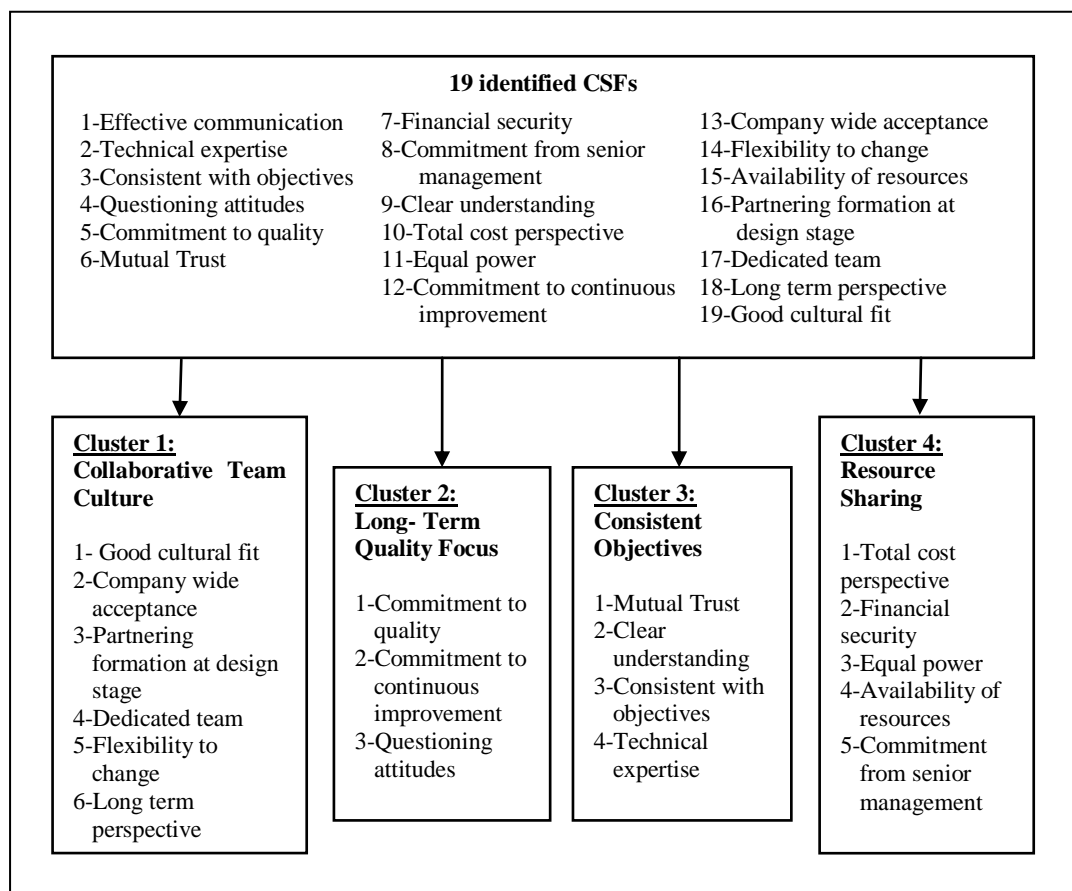 19 identified CSFs
1-Effective communication
2-Technical expertise
3-Consistent with objectives
4-Questioning attitudes
5-Commitment to quality
6-Mutual Trust
7-Financial security
8-Commitment from senior
management
9-Clear understanding
10-Total cost perspective
11-Equal power
12-Commitment to continuous
improvement
13-Company wide acceptance
14-Flexibility to change
15-Availability of resources
16-Partnering formation at
design stage
17-Dedicated team
18-Long term perspective
19-Good cultural fit
Cluster 1:
Collaborative Team
Culture
1- Good cultural fit
2-Company wide
acceptance
3-Partnering
formation at design
stage
4-Dedicated team
5-Flexibility to
change
6-Long term
perspective
Cluster 2:
Long- Term
Quality Focus
1-Commitment to
quality
2-Commitment to
continuous
improvement
3-Questioning
attitudes
Cluster 3:
Consistent
Objectives
1-Mutual Trust
2-Clear
understanding
3-Consistent with
objectives
4-Technical
expertise
Cluster 4:
Resource
Sharing
1-Total cost
perspective
2-Financial
security
3-Equal power
4-Availability of
resources
5-Commitment
from senior
management